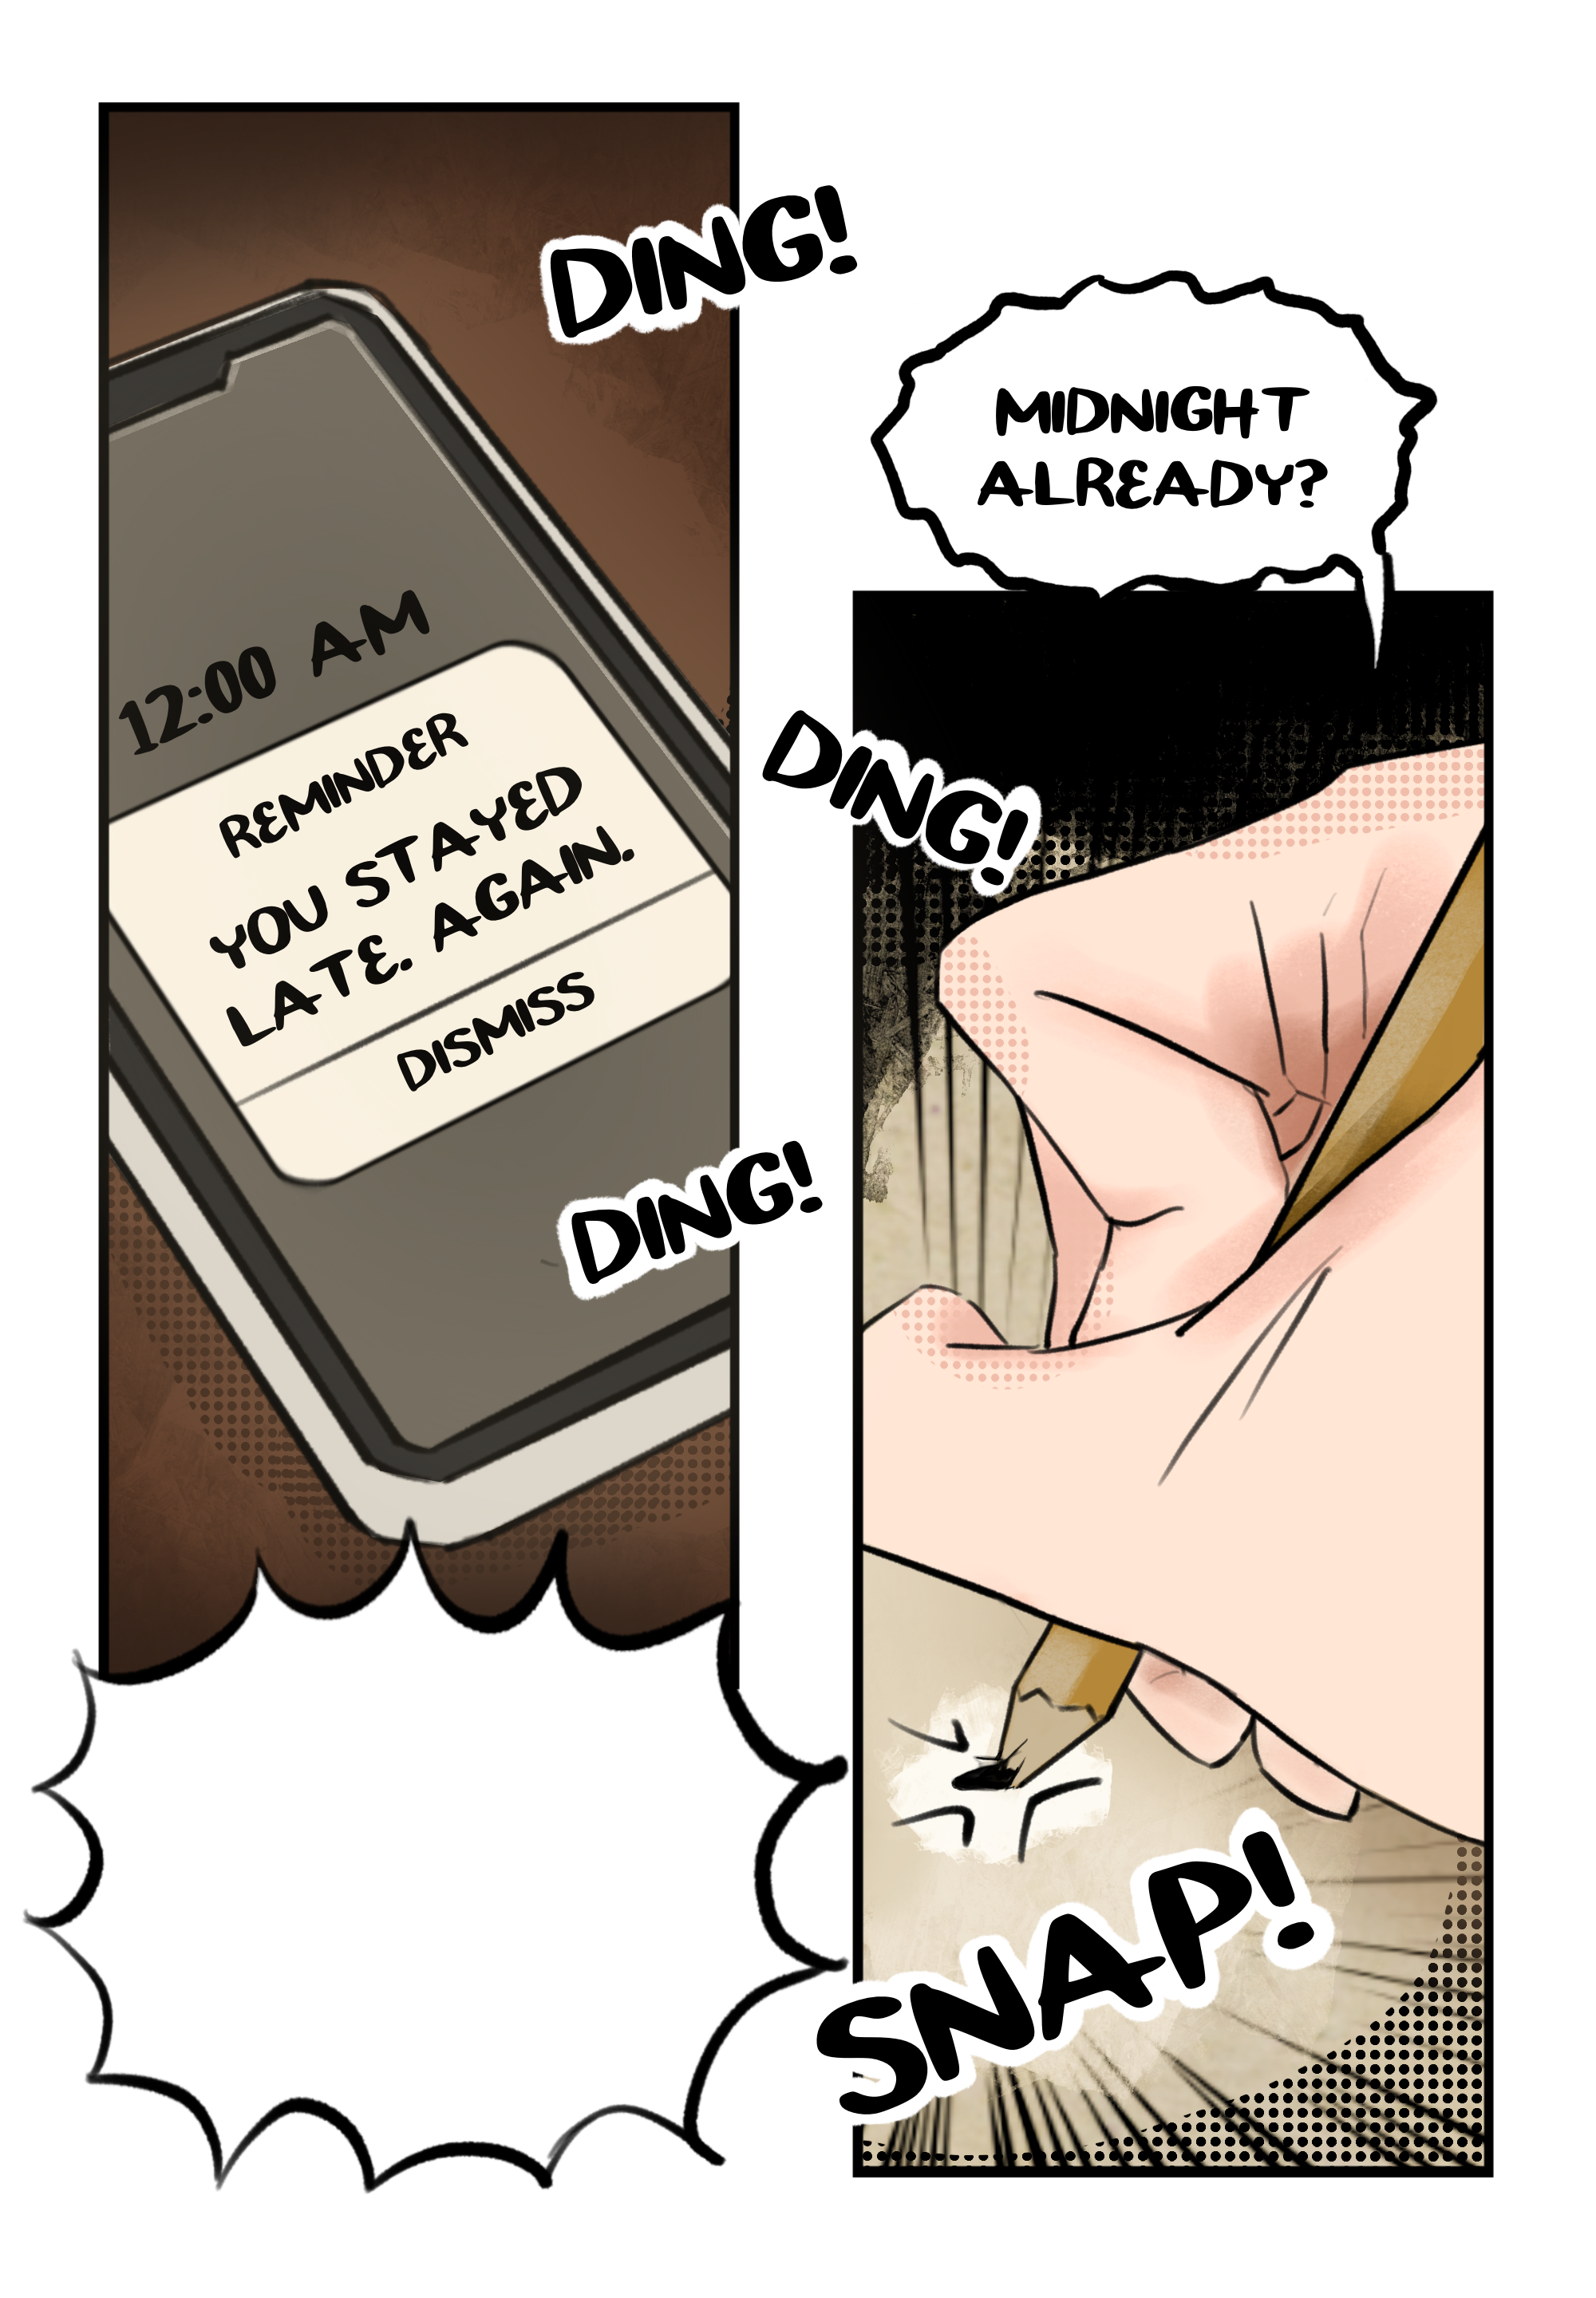 DING!
12:00 AM
REMINDER
YOU STAYED
LATE. AGAIN.
DISMISS
DING!
MIDNIGHT
ALREADY?
DING!
SNAP!